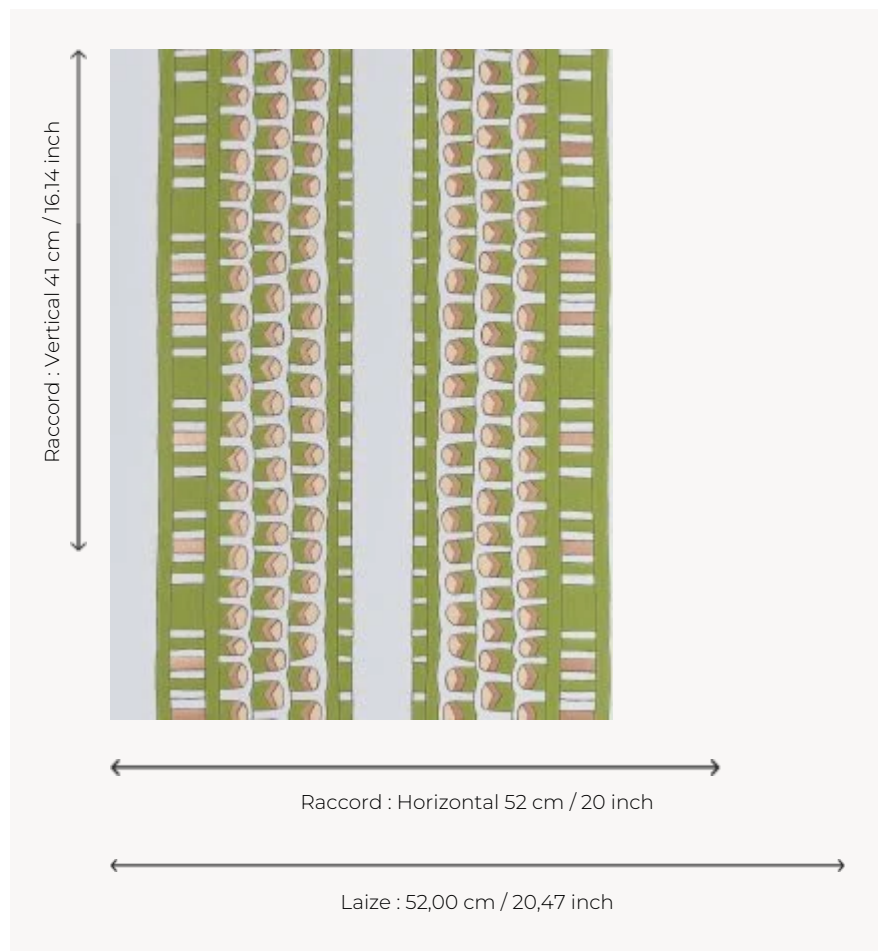 Raccord : Vertical 41 cm / 16.14 inch
Raccord : Horizontal 52 cm / 20 inch
Laize : 52,00 cm / 20,47 inch